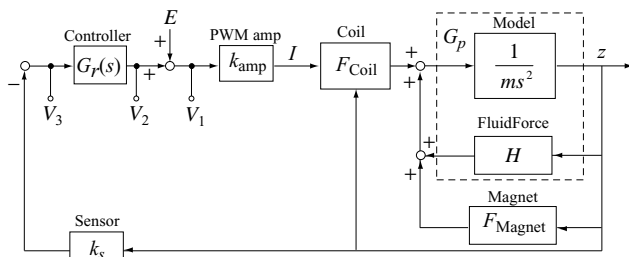 Controller
G_r(s)
E
+
+
PWM amp
k_amp
I
Coil
F_Coil
+
+
G_p
Model
1/ms²
z
−
V_3
V_2
V_1
FluidForce
H
+
+
Magnet
F_Magnet
Sensor
k_s